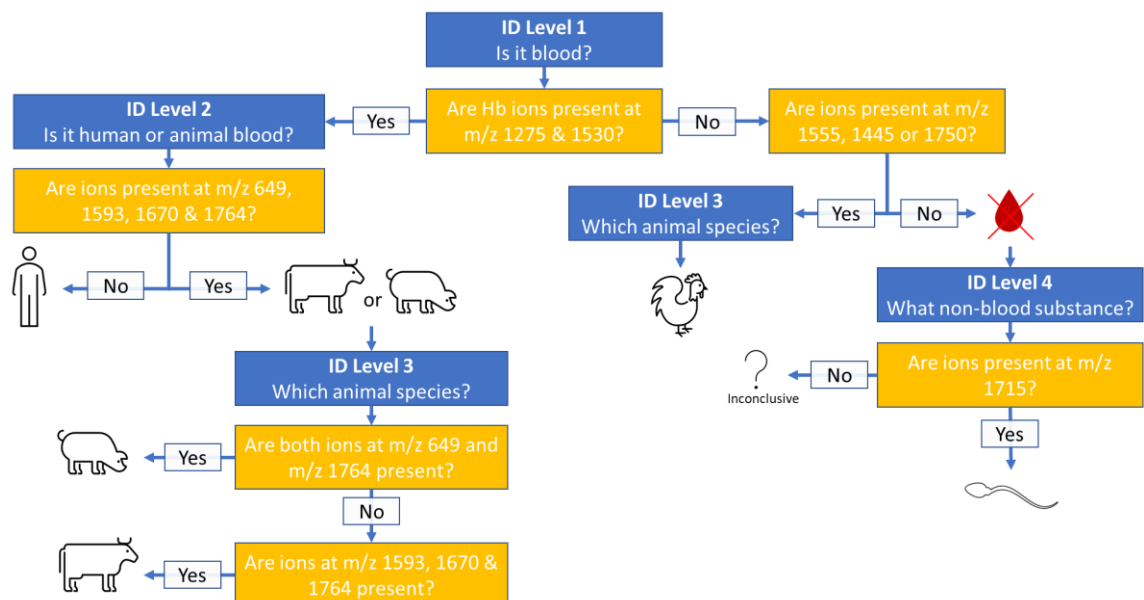 ID Level 1
Is it blood?
ID Level 2
Is it human or animal blood?
Yes
Are Hb ions present at
m/z 1275 & 1530?
No
Are ions present at m/z
1555, 1445 or 1750?
Are ions present at m/z 649,
1593, 1670 & 1764?
ID Level 3
Which animal species?
Yes
No
No
Yes
or
ID Level 4
What non-blood substance?
ID Level 3
Which animal species?
?
Inconclusive
No
Are ions present at m/z
1715?
Yes
Are both ions at m/z 649 and
m/z 1764 present?
Yes
No
Yes
Are ions at m/z 1593, 1670 &
1764 present?